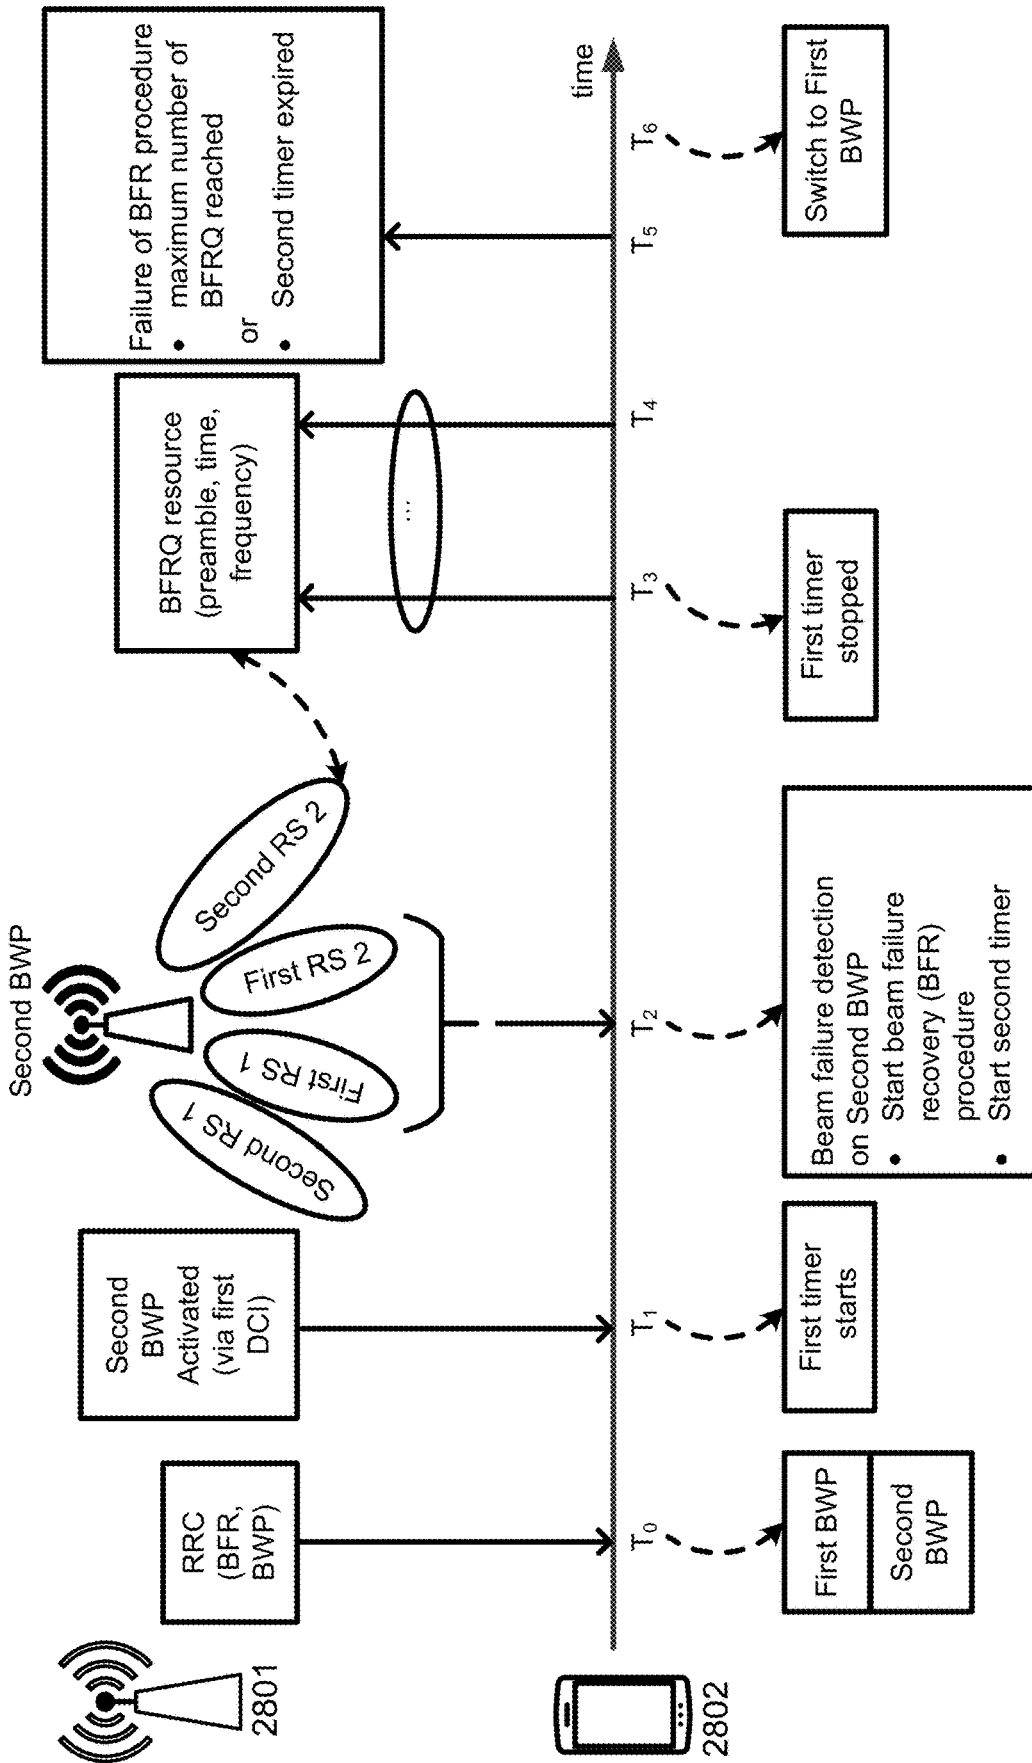 2801
RRC
(BFR,
BWP)
Second
BWP
Activated
(via first
DCI)
Second BWP
Second RS 1
First RS 1
First RS 2
Second RS 2
BFRQ resource
(preamble, time,
frequency)
...
Failure of BFR procedure
• maximum number of
BFRQ reached
or
• Second timer expired
2802
time
T0
T1
T2
T3
T4
T5
T6
First BWP
Second
BWP
First timer
starts
Beam failure detection
on Second BWP
• Start beam failure
recovery (BFR)
procedure
• Start second timer
First timer
stopped
Switch to First
BWP